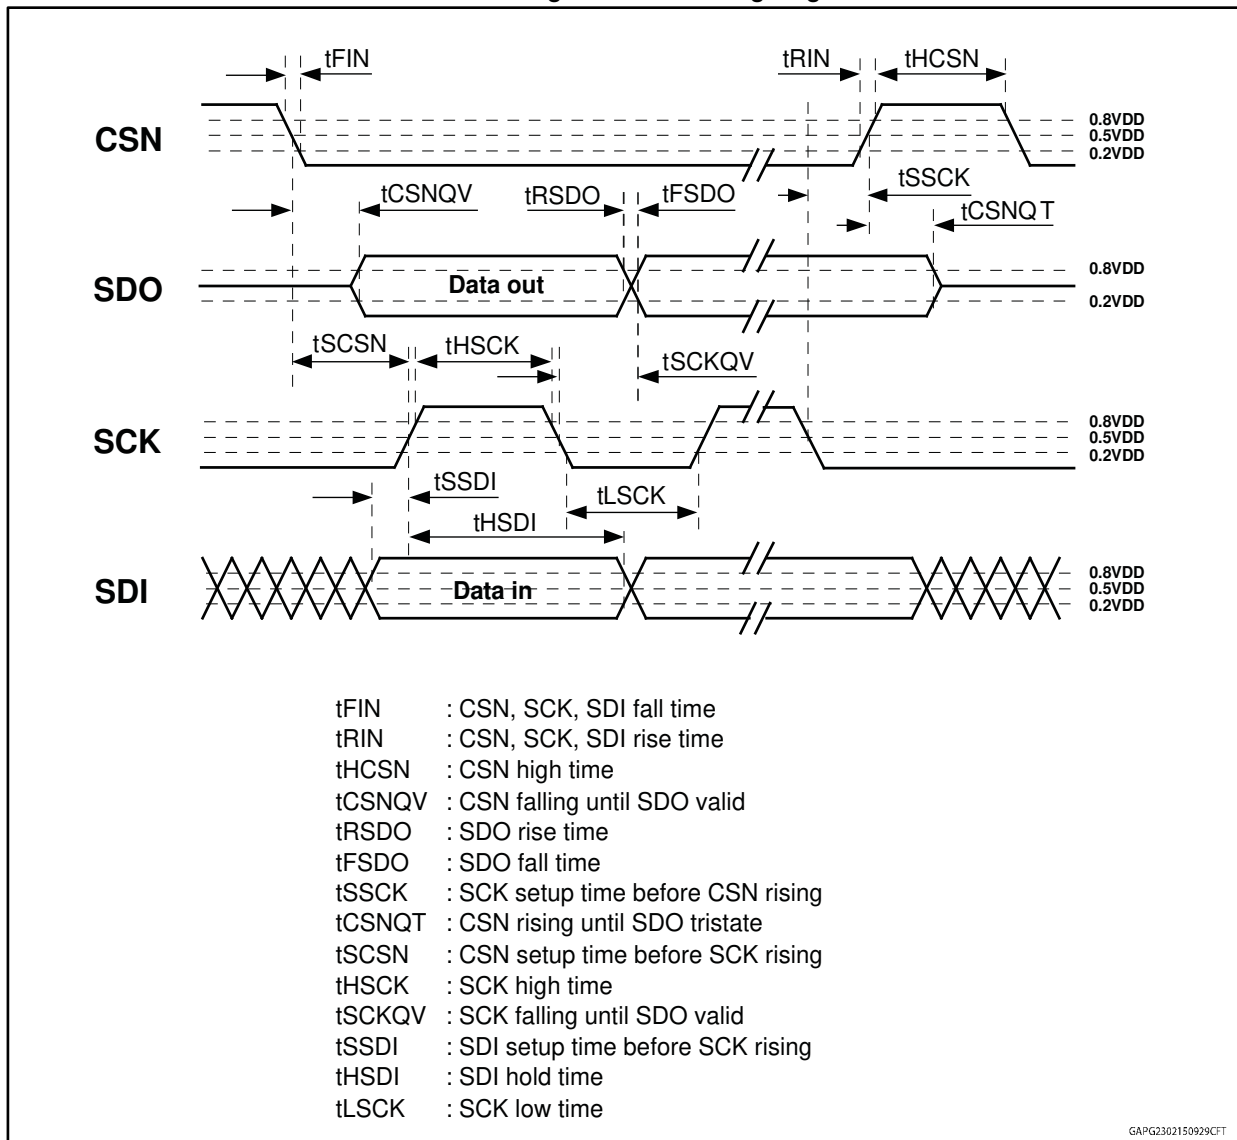 tFIN
tRIN
tHCSN
CSN
0.8VDD
0.5VDD
0.2VDD
tCSNQV
tRSDO
tFSDO
tSSCK
tCSNQT
SDO
Data out
0.8VDD
0.2VDD
tSCSN
tHSCK
tSCKQV
SCK
0.8VDD
0.5VDD
0.2VDD
tSSDI
tLSCK
tHSDI
SDI
Data in
0.8VDD
0.5VDD
0.2VDD
tFIN : CSN, SCK, SDI fall time
tRIN : CSN, SCK, SDI rise time
tHCSN : CSN high time
tCSNQV : CSN falling until SDO valid
tRSDO : SDO rise time
tFSDO : SDO fall time
tSSCK : SCK setup time before CSN rising
tCSNQT : CSN rising until SDO tristate
tSCSN : CSN setup time before SCK rising
tHSCK : SCK high time
tSCKQV : SCK falling until SDO valid
tSSDI : SDI setup time before SCK rising
tHSDI : SDI hold time
tLSCK : SCK low time
GAPG2302150929CFT